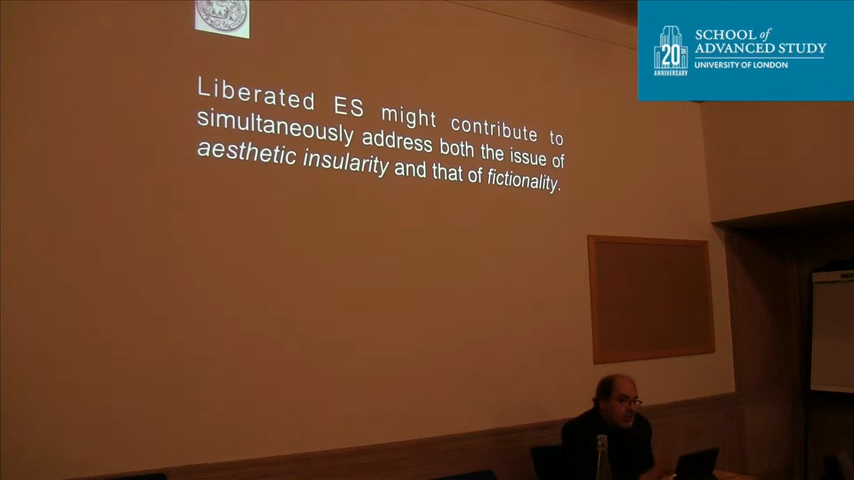 Liberated ES might contribute to
simultaneously address both the issue of
aesthetic insularity and that of fictionality.
20th
ANNIVERSARY
SCHOOL of
ADVANCED STUDY
UNIVERSITY OF LONDON